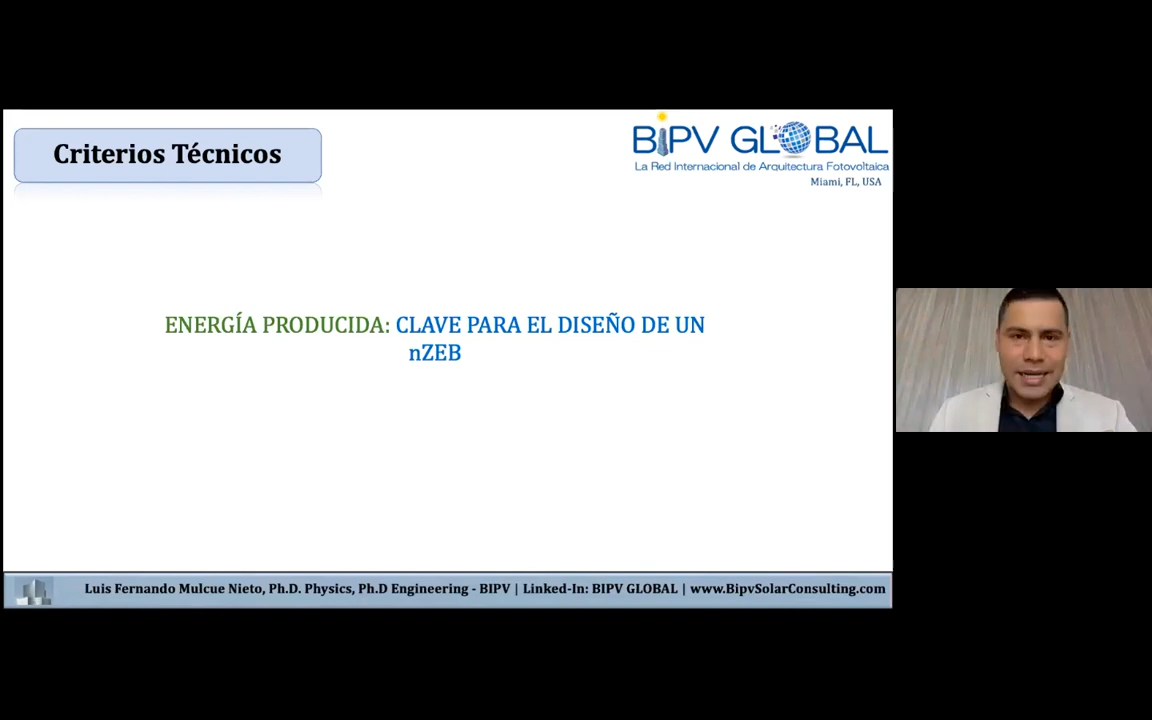 Criterios Técnicos
BIPV GLOBAL
La Red Internacional de Arquitectura Fotovoltaica
Miami, FL, USA
ENERGÍA PRODUCIDA: CLAVE PARA EL DISEÑO DE UN
nZEB
Luis Fernando Mulcue Nieto, Ph.D. Physics, Ph.D Engineering - BIPV | Linked-In: BIPV GLOBAL | www.BipvSolarConsulting.com